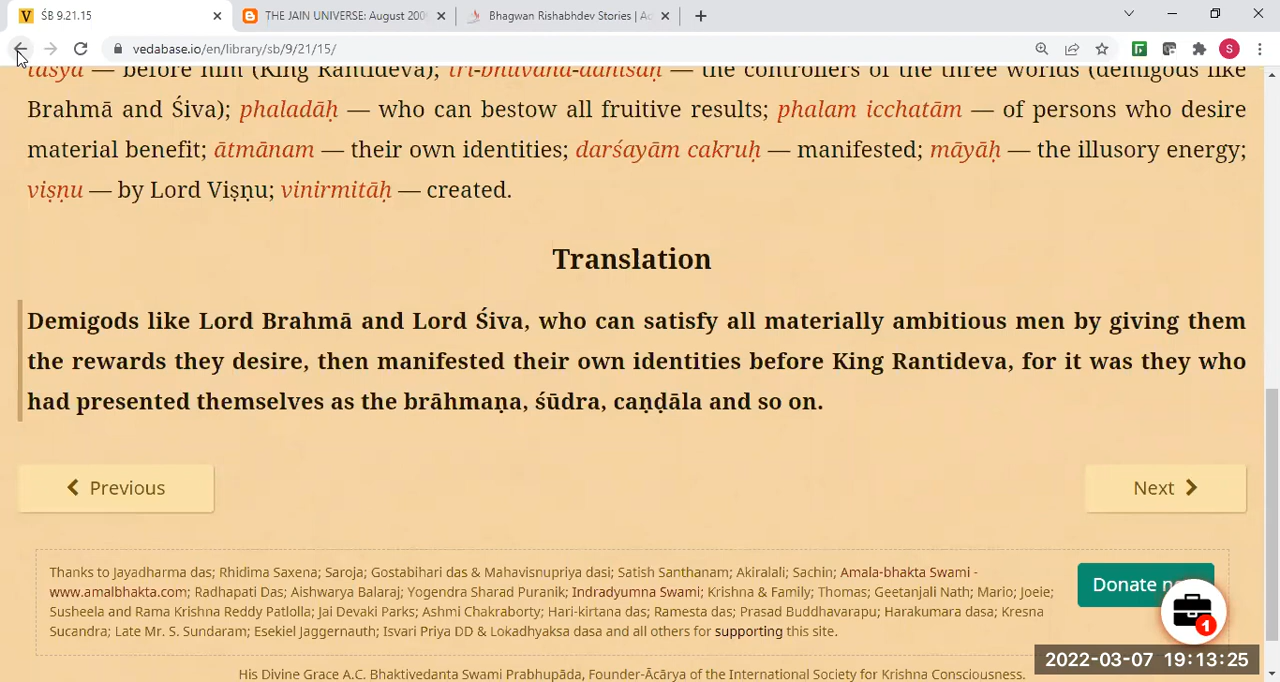 ŚB 9.21.15
THE JAIN UNIVERSE: August 2009
Bhagwan Rishabhdev Stories | A
vedabase.io/en/library/sb/9/21/15/
S
tasya — before him (King Rantideva); tri-bhuvana-adhīśāḥ — the controllers of the three worlds (demigods like
Brahmā and Śiva); phaladāḥ — who can bestow all fruitive results; phalam icchatām — of persons who desire
material benefit; ātmānam — their own identities; darśayām cakruḥ — manifested; māyāḥ — the illusory energy;
viṣṇu — by Lord Viṣṇu; vinirmitāḥ — created.
Translation
Demigods like Lord Brahmā and Lord Śiva, who can satisfy all materially ambitious men by giving them
the rewards they desire, then manifested their own identities before King Rantideva, for it was they who
had presented themselves as the brāhmaṇa, śūdra, caṇḍāla and so on.
Previous
Next
Thanks to Jayadharma das; Rhidima Saxena; Saroja; Gostabihari das & Mahavisnupriya dasi; Satish Santhanam; Akiralali; Sachin; Amala-bhakta Swami -
www.amalbhakta.com; Radhapati Das; Aishwarya Balaraj; Yogendra Sharad Puranik; Indradyumna Swami; Krishna & Family; Thomas; Geetanjali Nath; Mario; Joeie;
Susheela and Rama Krishna Reddy Patlolla; Jai Devaki Parks; Ashmi Chakraborty; Hari-kirtana das; Ramesta das; Prasad Buddhavarapu; Harakumara dasa; Kresna
Sucandra; Late Mr. S. Sundaram; Esekiel Jaggernauth; Isvari Priya DD & Lokadhyaksa dasa and all others for supporting this site.
Donate n
1
2022-03-07 19:13:25
His Divine Grace A.C. Bhaktivedanta Swami Prabhupāda, Founder-Ācārya of the International Society for Krishna Consciousness.